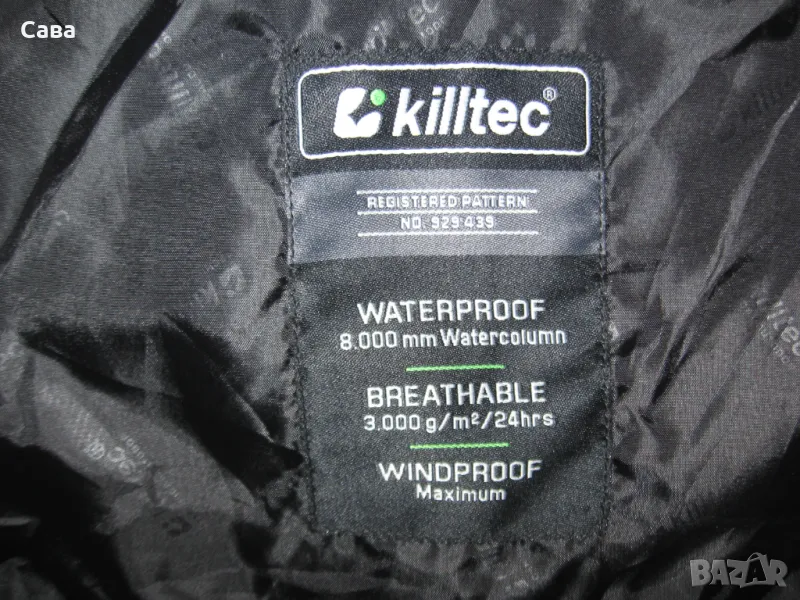 Сава
killtec®
REGISTERED PATTERN
NO. 929 439
WATERPROOF
8.000 mm Watercolumn
BREATHABLE
3.000 g/m²/24hrs
WINDPROOF
Maximum
BAZAR